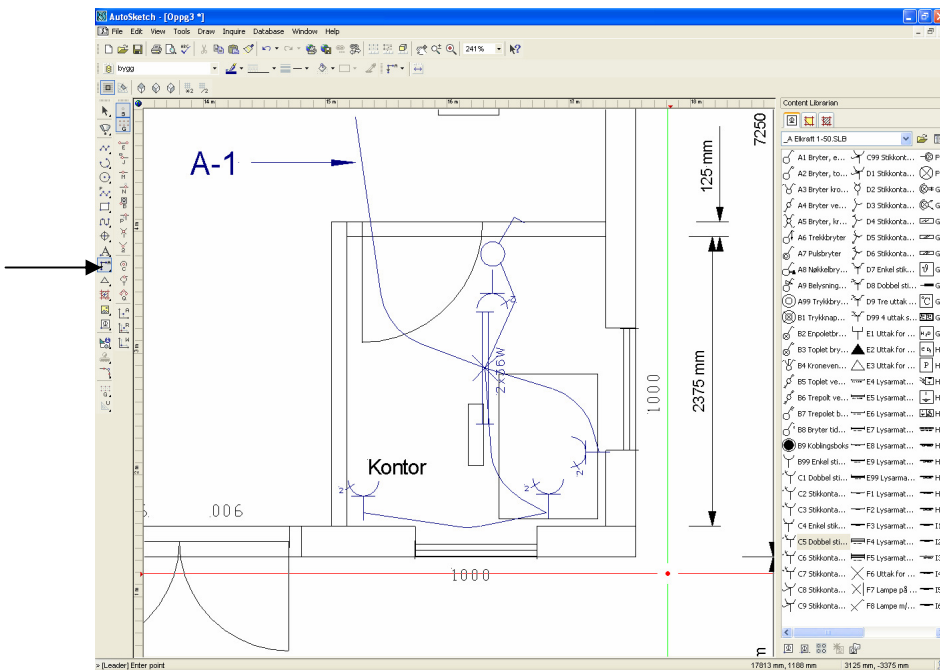 AutoSketch - [Oppg3 *]
File Edit View Tools Draw Inquire Database Window Help
241%
bygg
14 m 15 m 16 m 17 m 18 m
Content Librarian
_A Elkraft 1-50.SLB
A1 Bryter, e... C99 Stikkont...
A2 Bryter, to... D1 Stikkonta...
A3 Bryter kro... D2 Stikkonta...
A4 Bryter ve... D3 Stikkonta...
A5 Bryter, kr... D4 Stikkonta...
A6 Trekkbryter D5 Stikkonta...
A7 Pulsbryter D6 Stikkonta...
A8 Nøkkelbry... D7 Enkel stik...
A9 Belysning... D8 Dobbel sti...
A99 Trykkbry... D9 Tre uttak ...
B1 Trykknap... D99 4 uttak s...
B2 Enpoletbr... E1 Uttak for ...
B3 Toplet bry... E2 Uttak for ...
B4 Kroneven... E3 Uttak for ...
B5 Toplet ve... E4 Lysarmat...
B6 Trepolt ve... E5 Lysarmat...
B7 Trepolet b... E6 Lysarmat...
B8 Bryter tid... E7 Lysarmat...
B9 Koblingsboks E8 Lysarmat...
B99 Enkel sti... E9 Lysarmat...
C1 Dobbel sti... E99 Lysarma...
C2 Stikkonta... F1 Lysarmat...
C3 Stikkonta... F2 Lysarmat...
C4 Enkel stik... F3 Lysarmat...
C5 Dobbel sti... F4 Lysarmat...
C6 Stikkonta... F5 Lysarmat...
C7 Stikkonta... F6 Uttak for ...
C8 Stikkonta... F7 Lampe på ...
C9 Stikkonta... F8 Lampe m/...
7250
125 mm
A-1
2x36W
1000
2375 mm
Kontor
900
1000
> [Leader] Enter point
17813 mm, 1188 mm 3125 mm, -3375 mm